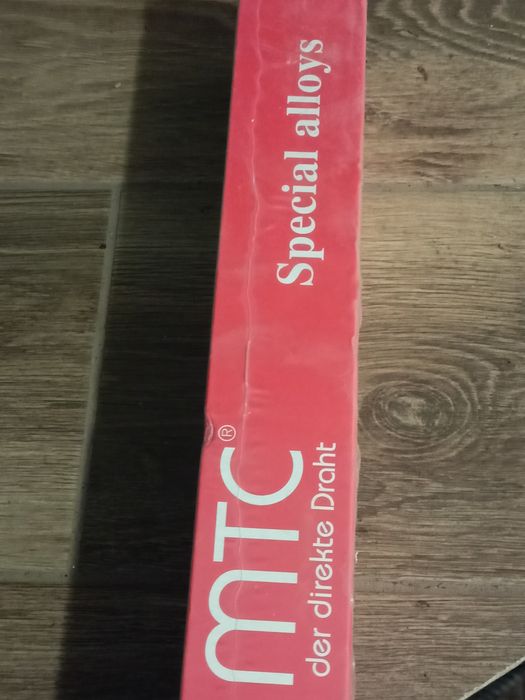 MTC®
der direkte Draht
Special alloys